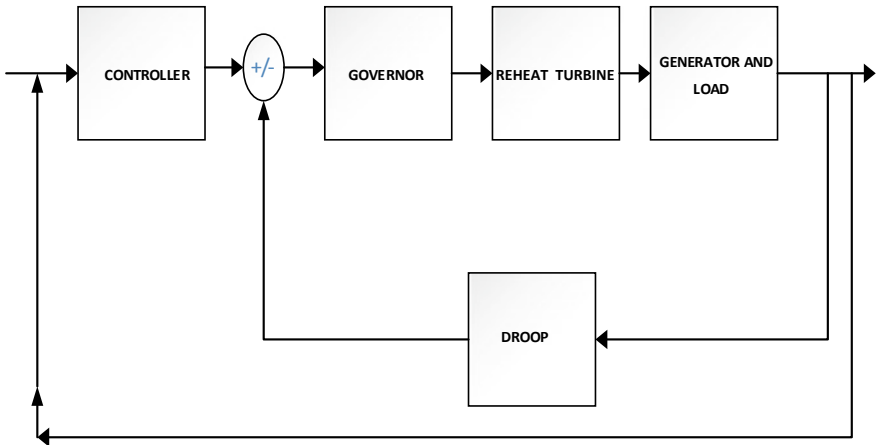 CONTROLLER
+/-
GOVERNOR
REHEAT TURBINE
GENERATOR AND
LOAD
DROOP